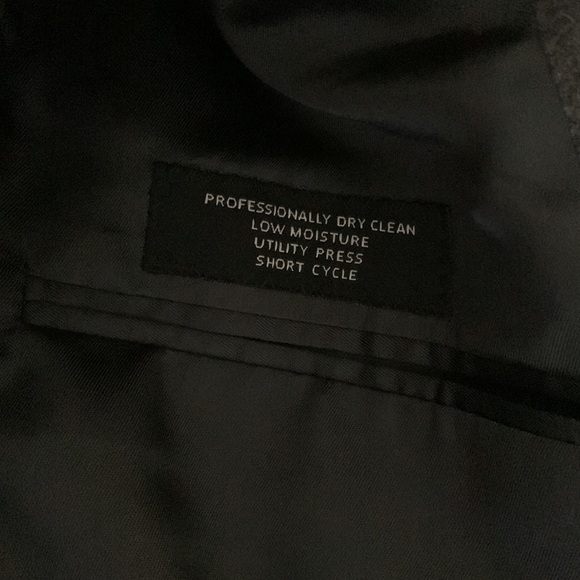 PROFESSIONALLY DRY CLEAN
LOW MOISTURE
UTILITY PRESS
SHORT CYCLE